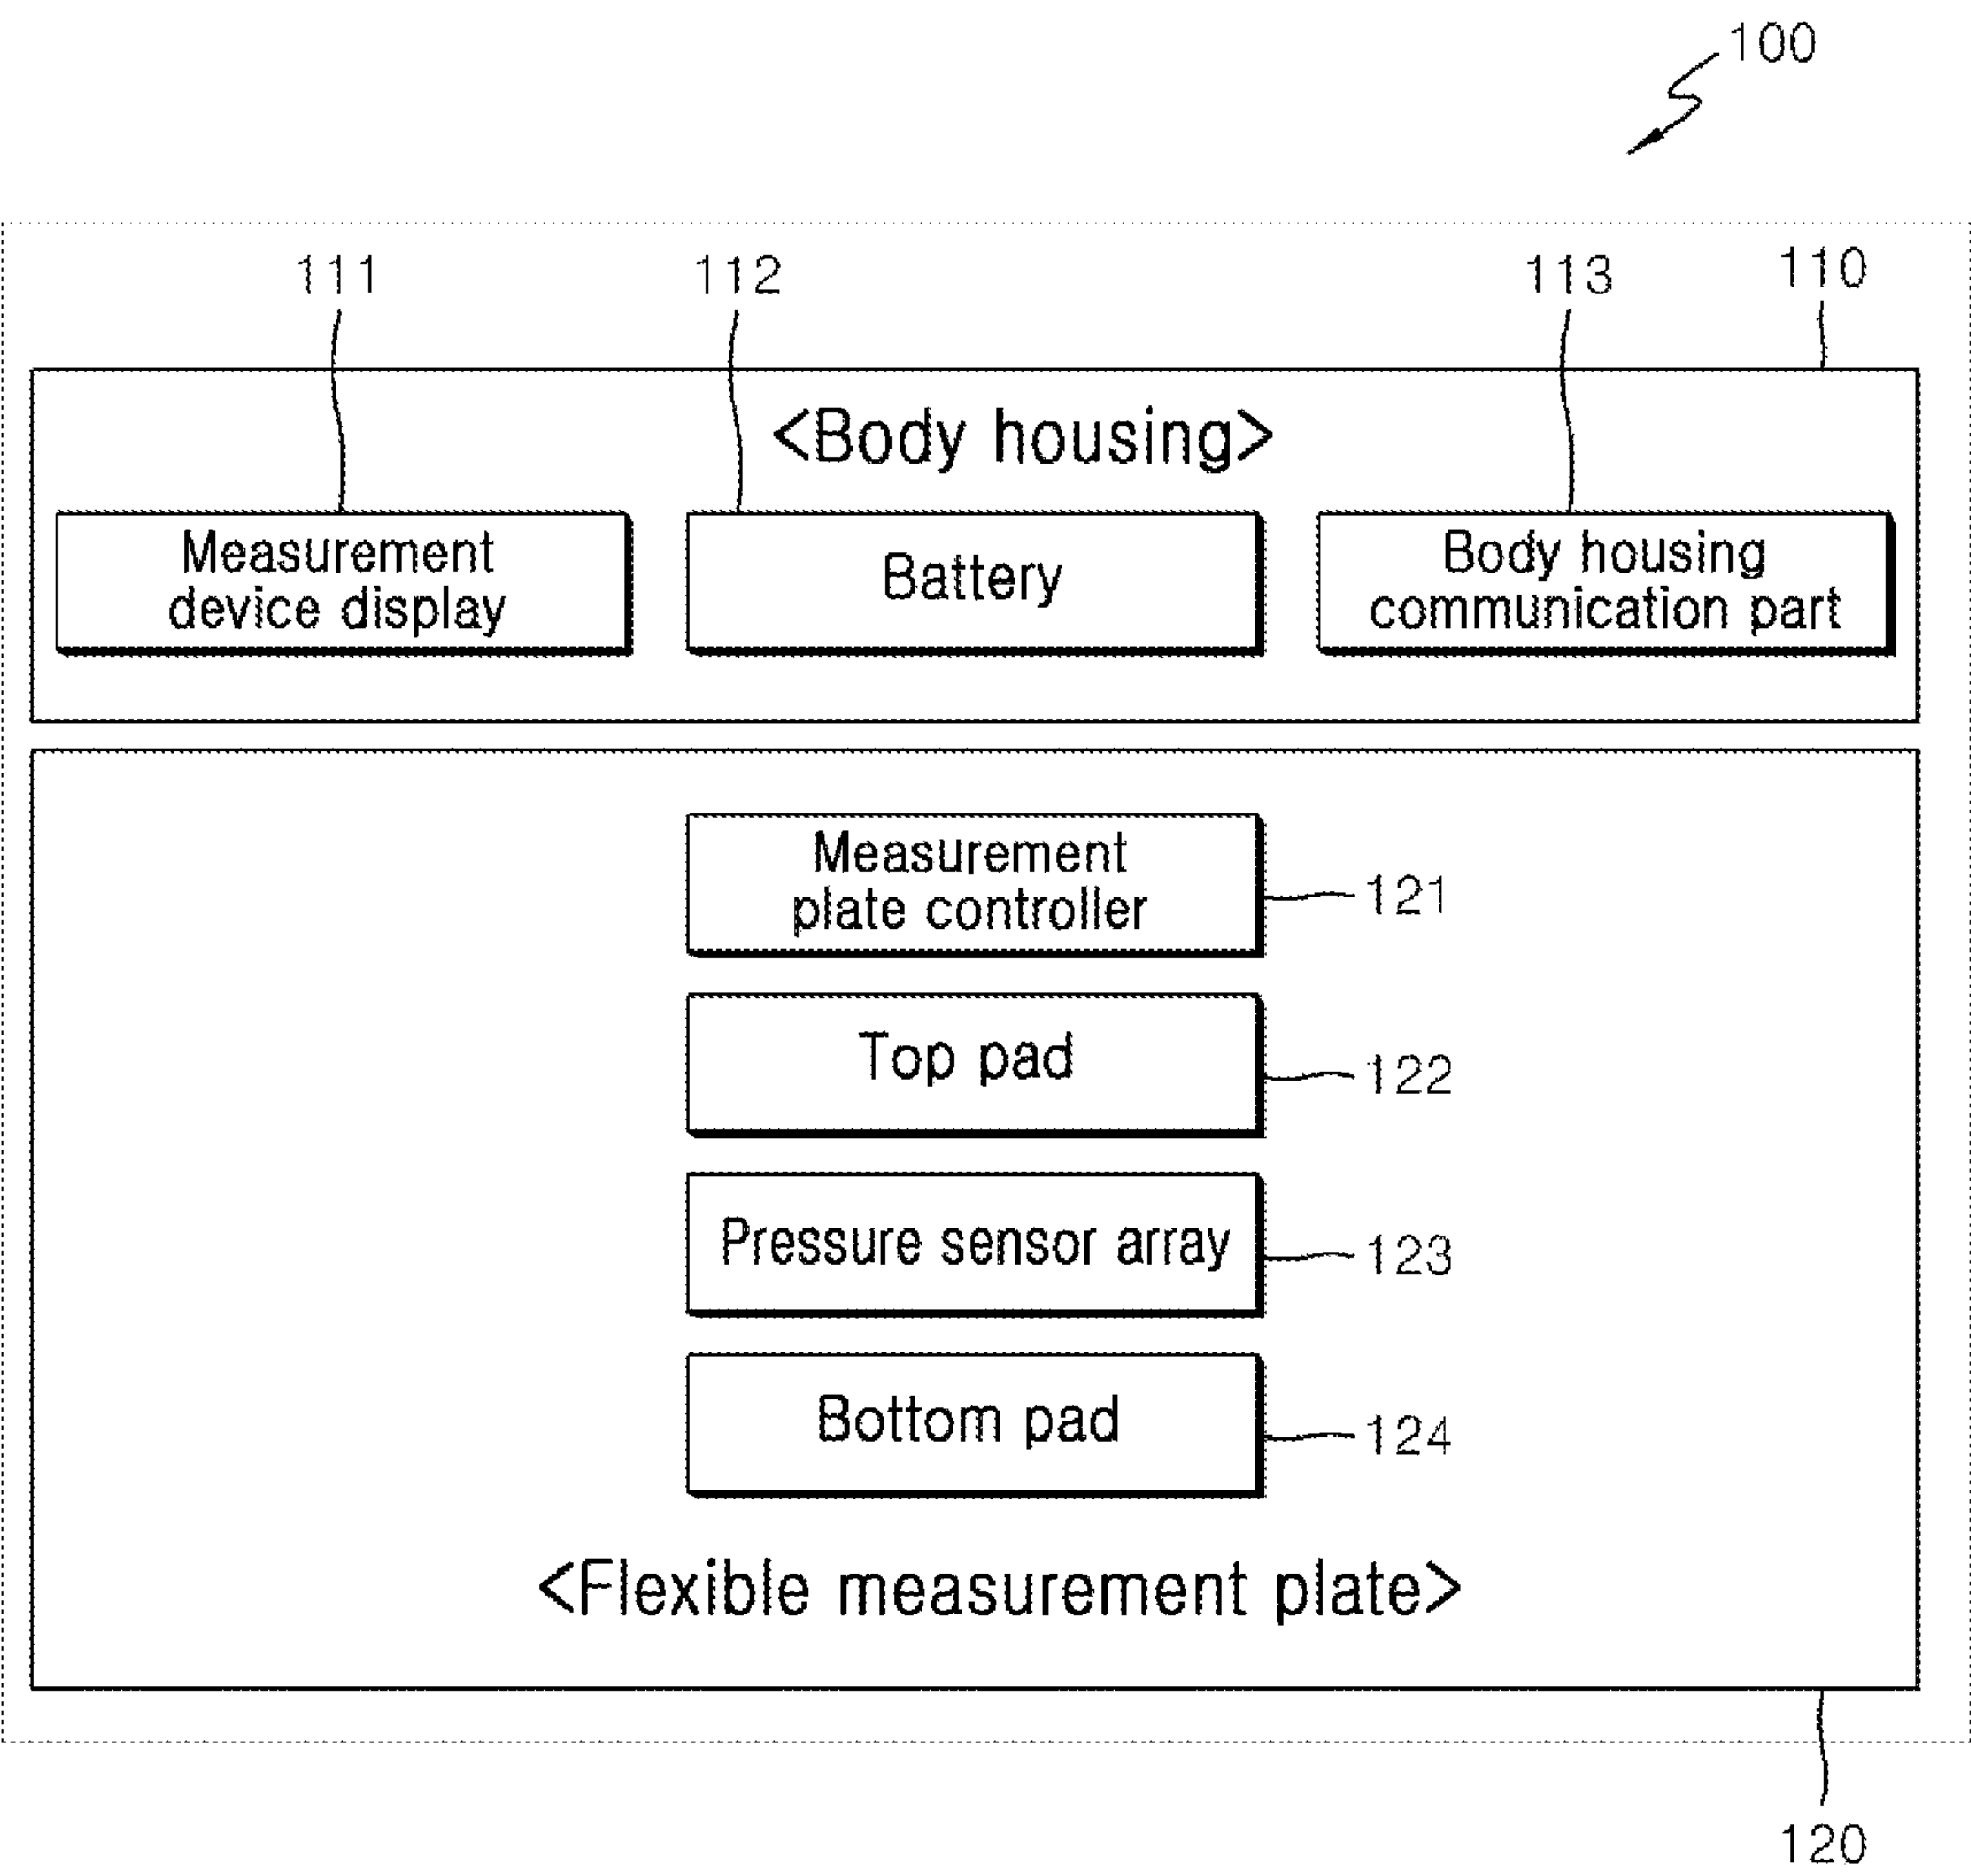 100
111
112
113
110
<Body housing>
Measurement
device display
Battery
Body housing
communication part
Measurement
plate controller
121
Top pad
122
Pressure sensor array
123
Bottom pad
124
<Flexible measurement plate>
120